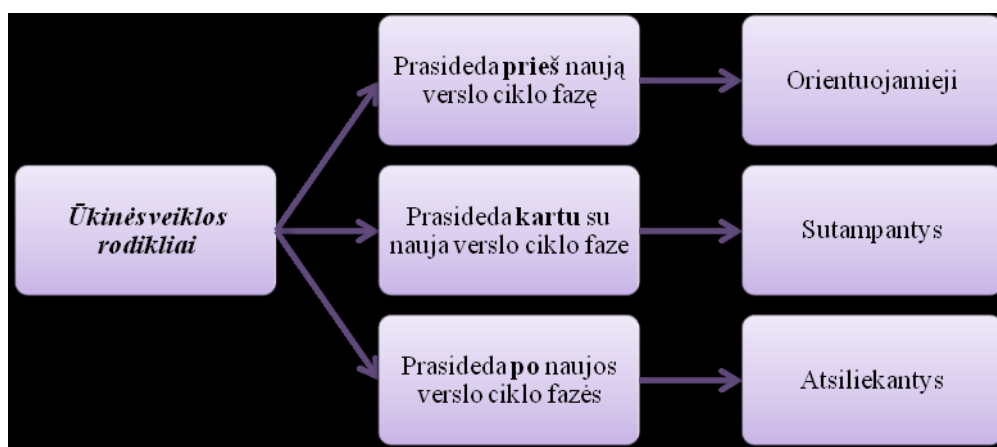 Ūkinėsveiklos
rodikliai
Prasideda prieš naują
verslo ciklo fazę
Orientuojamieji
Prasideda kartu su
nauja verslo ciklo faze
Sutampantys
Prasideda po naujos
verslo ciklo fazės
Atsiliekantys